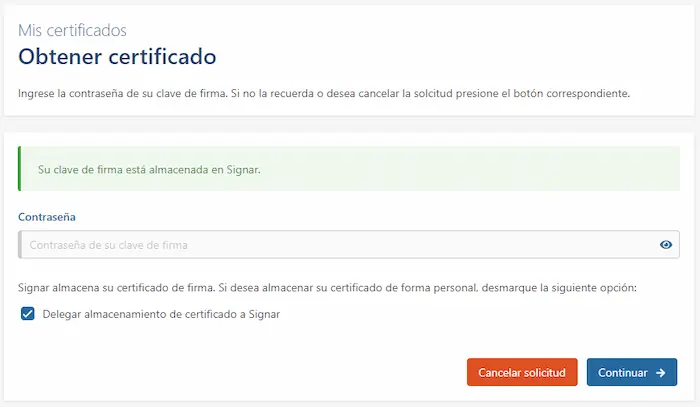 Mis certificados
Obtener certificado
Ingrese la contraseña de su clave de firma. Si no la recuerda o desea cancelar la solcitud presione el botón correspondiente.
Su clave de firma está almacenada en Signar.
Contraseña
Contraseña de su clave de firma
Signar almacena su certificado de firma. Si desea almacenar su certificado de forma personal, desmarque la siguiente opción:
Delegar almacenamiento de certificado a Signar
Cancelar solicitud
Continuar